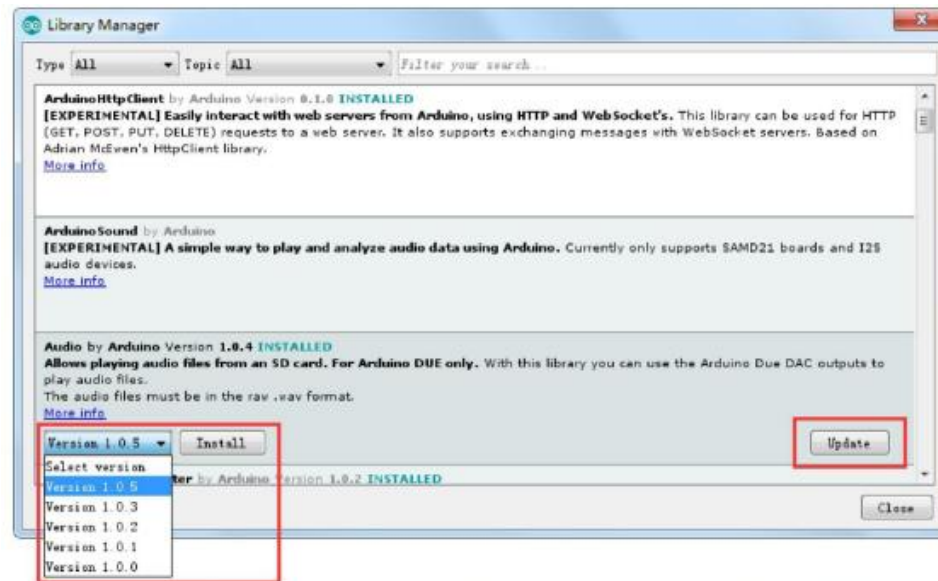 Library Manager
Type All Topic All Filter your search...
ArduinoHttpClient by Arduino Version 0.1.0 INSTALLED
[EXPERIMENTAL] Easily interact with web servers from Arduino, using HTTP and WebSocket's. This library can be used for HTTP
(GET, POST, PUT, DELETE) requests to a web server. It also supports exchanging messages with WebSocket servers. Based on
Adrian McEwen's HttpClient library.
More info
ArduinoSound by Arduino
[EXPERIMENTAL] A simple way to play and analyze audio data using Arduino. Currently only supports SAMD21 boards and I2S
audio devices.
More info
Audio by Arduino Version 1.0.4 INSTALLED
Allows playing audio files from an SD card. For Arduino DUE only. With this library you can use the Arduino Due DAC outputs to
play audio files.
The audio files must be in the raw .wav format.
More info
Version 1.0.5 Install Update
Select version
Version 1.0.5 ter by Arduino Version 1.0.2 INSTALLED
Version 1.0.3
Version 1.0.2
Version 1.0.1
Version 1.0.0
Close